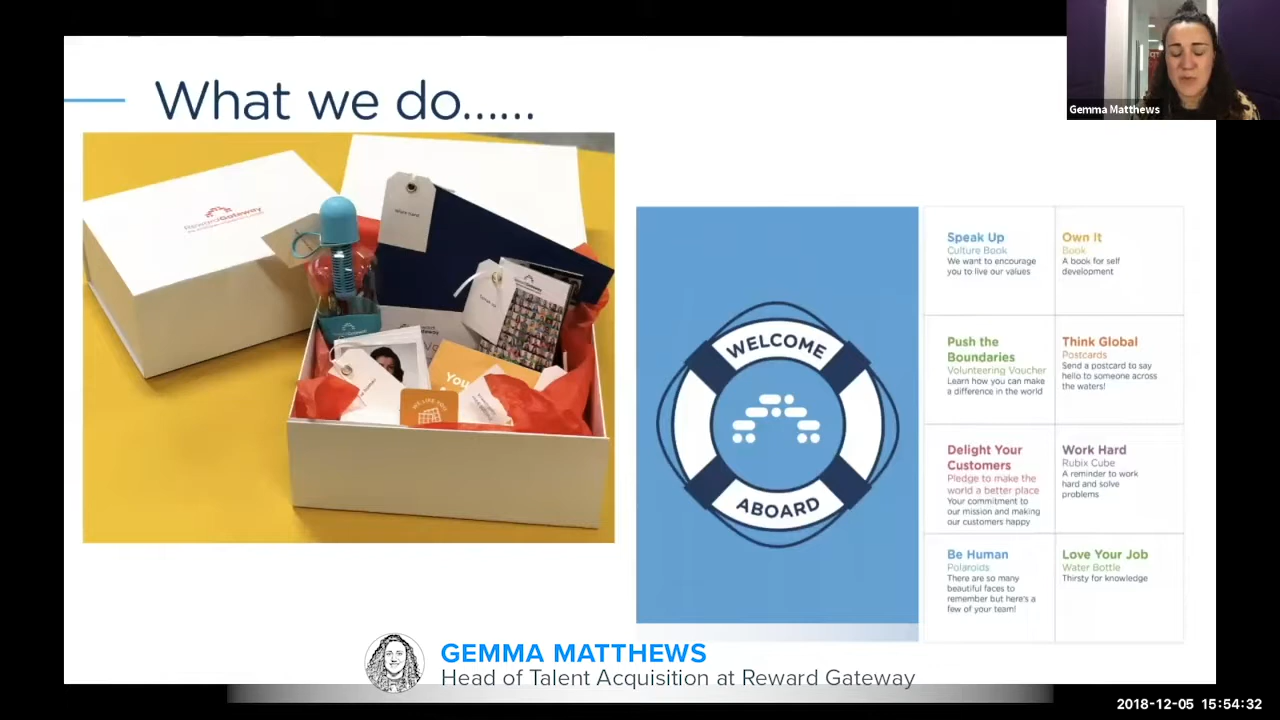 What we do......
Gemma Matthews
RewardGateway
You
WE LIKE YOU!
WELCOME
ABOARD
Speak Up
Culture Book
We want to encourage
you to live our values
Own It
Book
A book for self
development
Push the
Boundaries
Volunteering Voucher
Learn how you can make
a difference in the world
Think Global
Postcards
Send a postcard to say
hello to someone across
the waters!
Delight Your
Customers
Pledge to make the
world a better place
Your commitment to
our mission and making
our customers happy
Work Hard
Rubix Cube
A reminder to work
hard and solve
problems
Be Human
Polaroids
There are so many
beautiful faces to
remember but here's a
few of your team!
Love Your Job
Water Bottle
Thirsty for knowledge
GEMMA MATTHEWS
Head of Talent Acquisition at Reward Gateway
2018-12-05 15:54:32